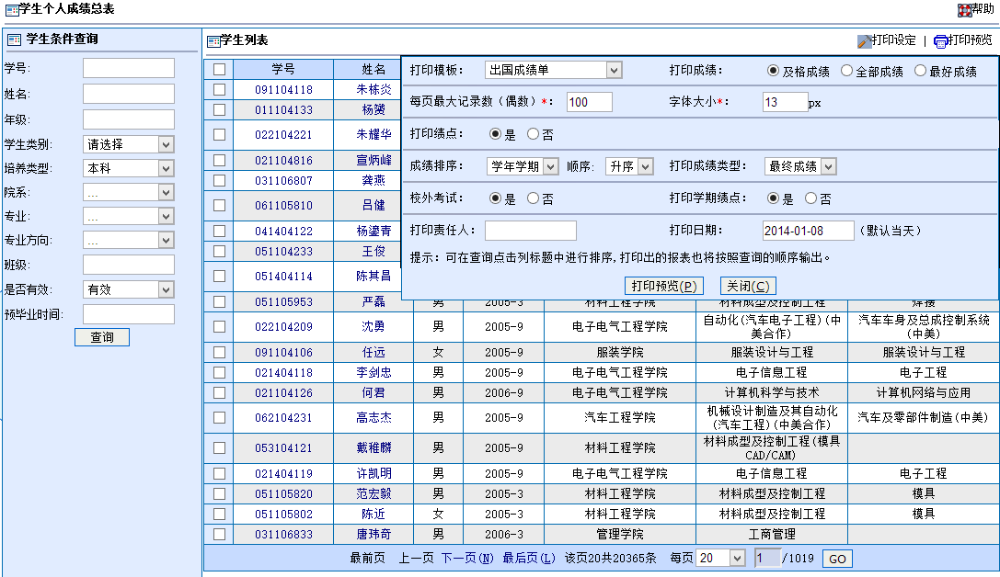 学生个人成绩总表
帮助
学生条件查询
学号:
姓名:
年级:
学生类别: 请选择
培养类型: 本科
院系: ...
专业: ...
专业方向: ...
班级:
是否有效: 有效
预毕业时间:
查询
学生列表
打印设定 | 打印预览
学号 姓名
091104118 朱栋炎
011104133 杨赟
022104221 朱耀华
021104816 宣炳峰
031106807 龚燕
061105810 吕健
041404122 杨鎏青
051104233 王俊
051404114 陈其昌
打印模板: 出国成绩单 打印成绩: 及格成绩 全部成绩 最好成绩
每页最大记录数（偶数）*: 100 字体大小*: 13 px
打印绩点: 是 否
成绩排序: 学年学期 顺序: 升序 打印成绩类型: 最终成绩
校外考试: 是 否 打印学期绩点: 是 否
打印责任人: 打印日期: 2014-01-08 （默认当天）
提示：可在查询点击列标题中进行排序,打印出的报表也将按照查询的顺序输出。
打印预览(P) 关闭(C)
051105953 严磊 男 2005-3 材料工程学院 材料成型及控制工程 焊接
022104209 沈勇 男 2005-9 电子电气工程学院 自动化(汽车电子工程)(中美合作) 汽车车身及总成控制系统(中美)
091104106 任远 女 2005-9 服装学院 服装设计与工程 服装设计与工程
021404118 李剑忠 男 2005-9 电子电气工程学院 电子信息工程 电子工程
021104126 何君 男 2006-9 电子电气工程学院 计算机科学与技术 计算机网络与应用
062104231 高志杰 男 2005-9 汽车工程学院 机械设计制造及其自动化(汽车工程)(中美合作) 汽车及零部件制造(中美)
053104121 戴稚麟 男 2005-9 材料工程学院 材料成型及控制工程(模具CAD/CAM)
021404119 许凯明 男 2005-9 电子电气工程学院 电子信息工程 电子工程
051105820 范宏毅 男 2005-3 材料工程学院 材料成型及控制工程 模具
051105802 陈近 女 2005-3 材料工程学院 材料成型及控制工程 模具
031106833 唐玮奇 男 2006-3 管理学院 工商管理
最前页 上一页 下一页(N) 最后页(L) 该页20共20365条 每页 20 1 /1019 GO